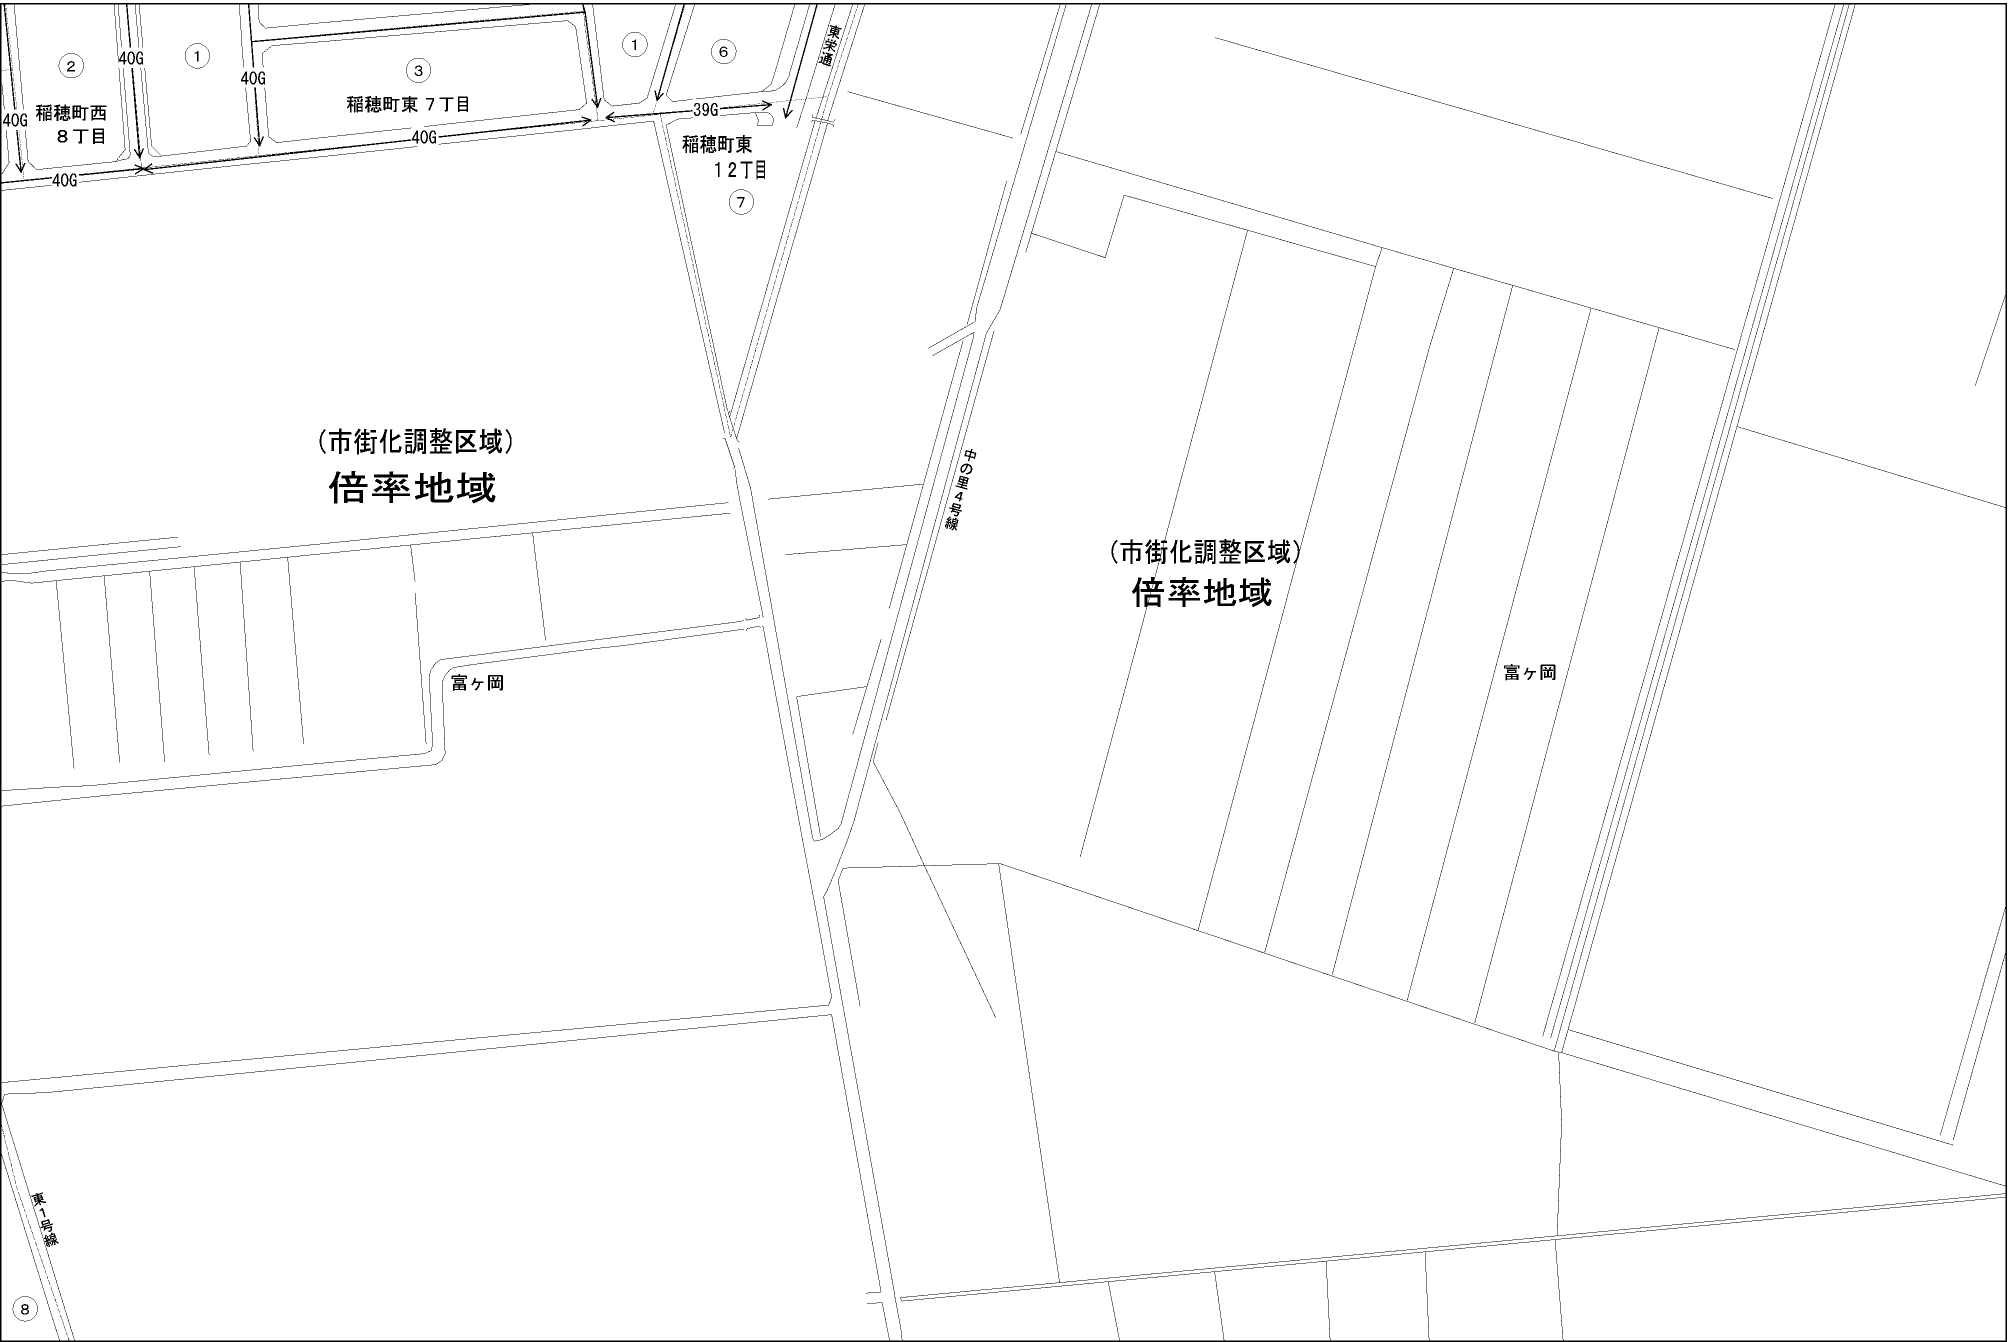 ②
40G
①
40G
③
①
⑥
東栄通
稲穂町西
８丁目
40G
稲穂町東７丁目
39G
40G
稲穂町東
１２丁目
40G
⑦
（市街化調整区域）
倍率地域
中の里４号線
（市街化調整区域）
倍率地域
富ヶ岡
富ヶ岡
東１号線
⑧